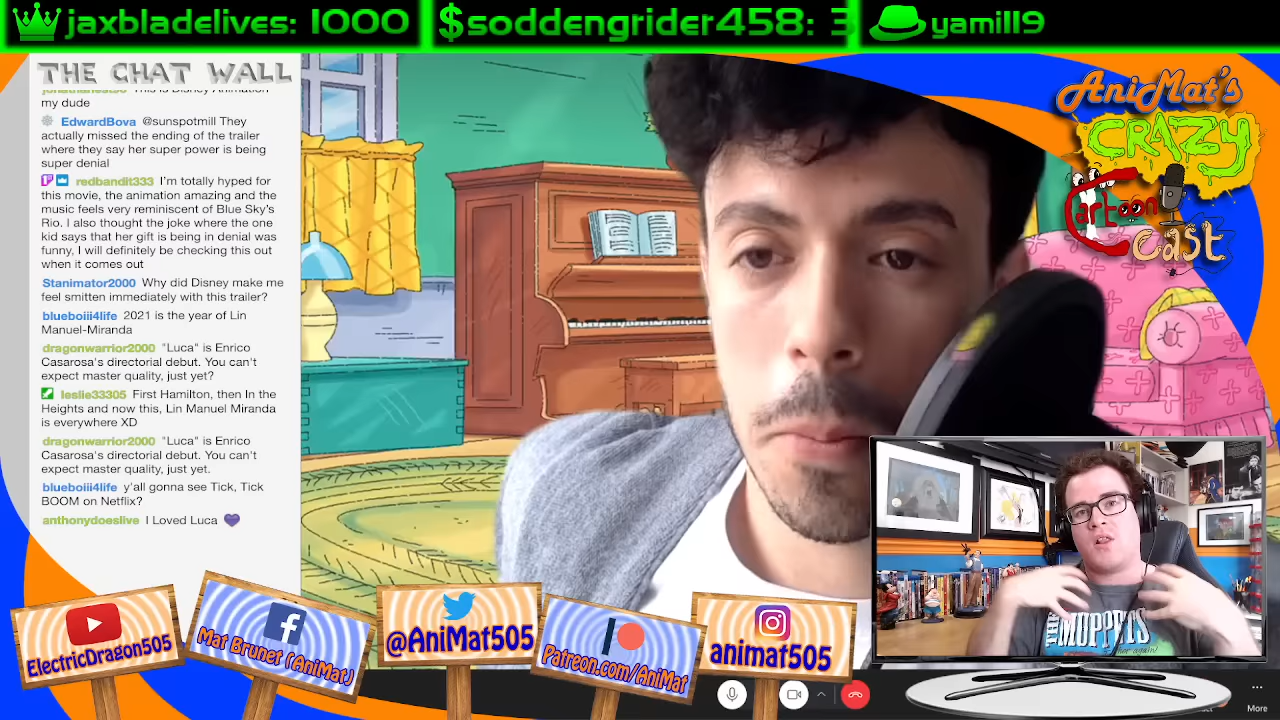 jaxbladelives: 1000
$soddengrider458: 3
yamill9
THE CHAT WALL
my dude
EdwardBova @sunspotmill They
actually missed the ending of the trailer
where they say her super power is being
super denial
redbandit333 I'm totally hyped for
this movie, the animation amazing and the
music feels very reminiscent of Blue Sky's
Rio. I also thought the joke where the one
kid says that her gift is being in denial was
funny, I will definitely be checking this out
when it comes out
Stanimator2000 Why did Disney make me
feel smitten immediately with this trailer?
blueboiii4life 2021 is the year of Lin
Manuel-Miranda
dragonwarrior2000 "Luca" is Enrico
Casarosa's directorial debut. You can't
expect master quality, just yet?
leslie33305 First Hamilton, then In the
Heights and now this, Lin Manuel Miranda
is everywhere XD
dragonwarrior2000 "Luca" is Enrico
Casarosa's directorial debut. You can't
expect master quality, just yet.
blueboiii4life y'all gonna see Tick, Tick
BOOM on Netflix?
anthonydoeslive I Loved Luca
AniMat's
CRAZY
Cartoon
Cast
THE MUPPETS
ElectricDragon505
Mat Brunet (AniMat)
@AniMat505
Patreon.com/AniMat
animat505
More